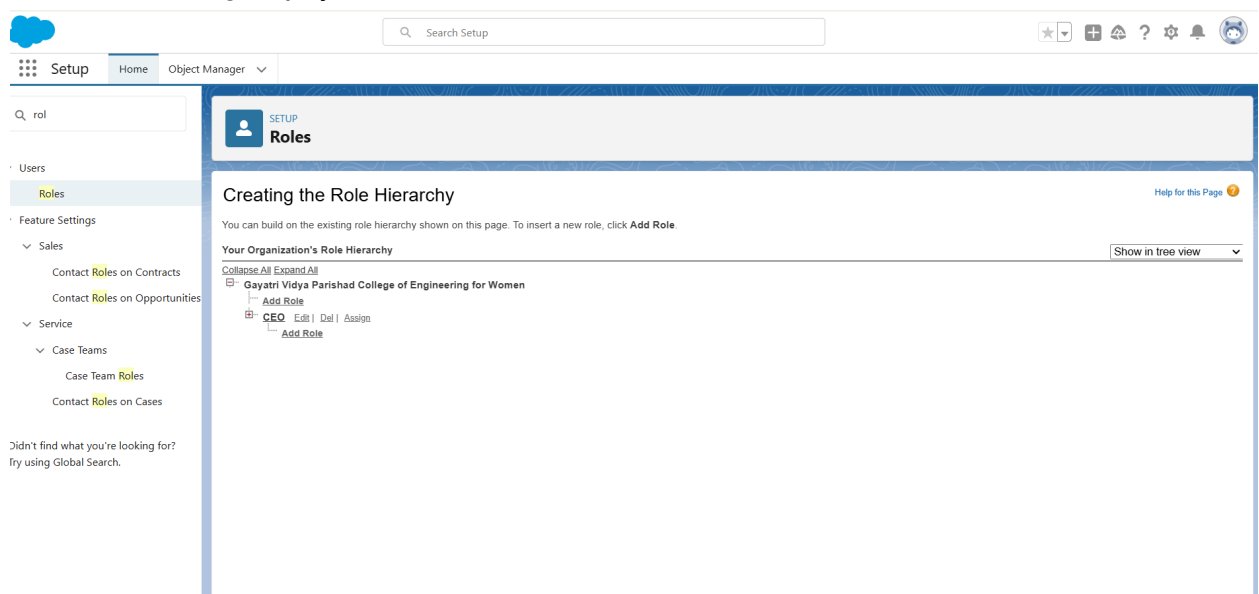 Search Setup
Setup Home Object Manager
rol
SETUP
Roles
Users
Roles
Feature Settings
Sales
Contact Roles on Contracts
Contact Roles on Opportunities
Service
Case Teams
Case Team Roles
Contact Roles on Cases
Didn't find what you're looking for?
Try using Global Search.
Creating the Role Hierarchy
Help for this Page
You can build on the existing role hierarchy shown on this page. To insert a new role, click Add Role.
Your Organization's Role Hierarchy
Show in tree view
Collapse All Expand All
Gayatri Vidya Parishad College of Engineering for Women
Add Role
CEO Edit | Del | Assign
Add Role